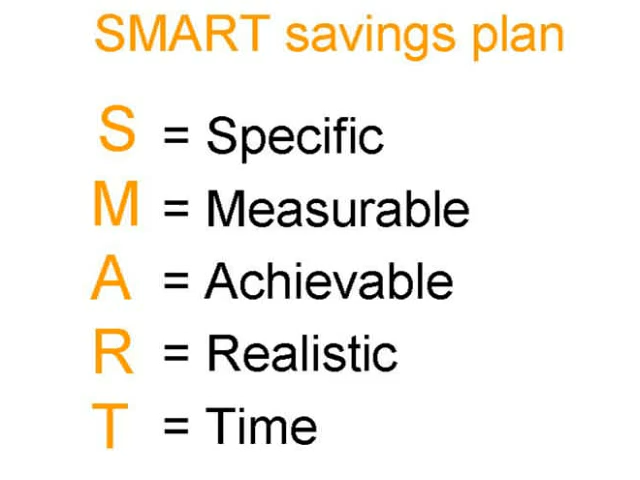 SMART savings plan
S = Specific
M = Measurable
A = Achievable
R = Realistic
T = Time